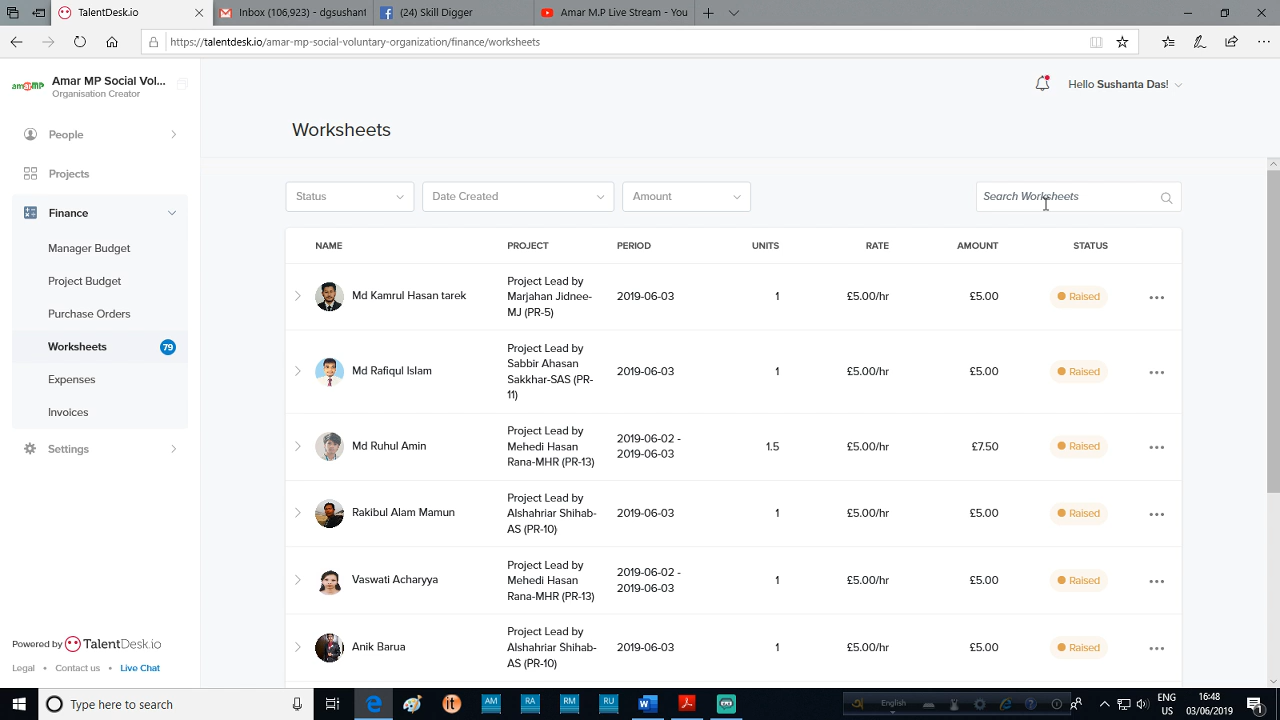 TalentDesk.io
Inbox (106,923) - dgsushant
(24) Skill Digger
Amar M.P Live Stream - You
https://talentdesk.io/amar-mp-social-voluntary-organization/finance/worksheets
amarMP
Amar MP Social Vol...
Organisation Creator
Hello Sushanta Das!
People
Projects
Finance
Manager Budget
Project Budget
Purchase Orders
Worksheets 79
Expenses
Invoices
Settings
Powered by TalentDesk.io
Legal • Contact us • Live Chat
Worksheets
Status
Date Created
Amount
Search Worksheets
NAME PROJECT PERIOD UNITS RATE AMOUNT STATUS
Md Kamrul Hasan tarek
Project Lead by
Marjahan Jidnee-
MJ (PR-5)
2019-06-03
1
£5.00/hr
£5.00
Raised
Md Rafiqul Islam
Project Lead by
Sabbir Ahasan
Sakkhar-SAS (PR-
11)
2019-06-03
1
£5.00/hr
£5.00
Raised
Md Ruhul Amin
Project Lead by
Mehedi Hasan
Rana-MHR (PR-13)
2019-06-02 -
2019-06-03
1.5
£5.00/hr
£7.50
Raised
Rakibul Alam Mamun
Project Lead by
Alshahriar Shihab-
AS (PR-10)
2019-06-03
1
£5.00/hr
£5.00
Raised
Vaswati Acharyya
Project Lead by
Mehedi Hasan
Rana-MHR (PR-13)
2019-06-02 -
2019-06-03
1
£5.00/hr
£5.00
Raised
Anik Barua
Project Lead by
Alshahriar Shihab-
AS (PR-10)
2019-06-03
1
£5.00/hr
£5.00
Raised
Type here to search
it
AM
RA
RM
RU
English
ENG
US
16:48
03/06/2019
1